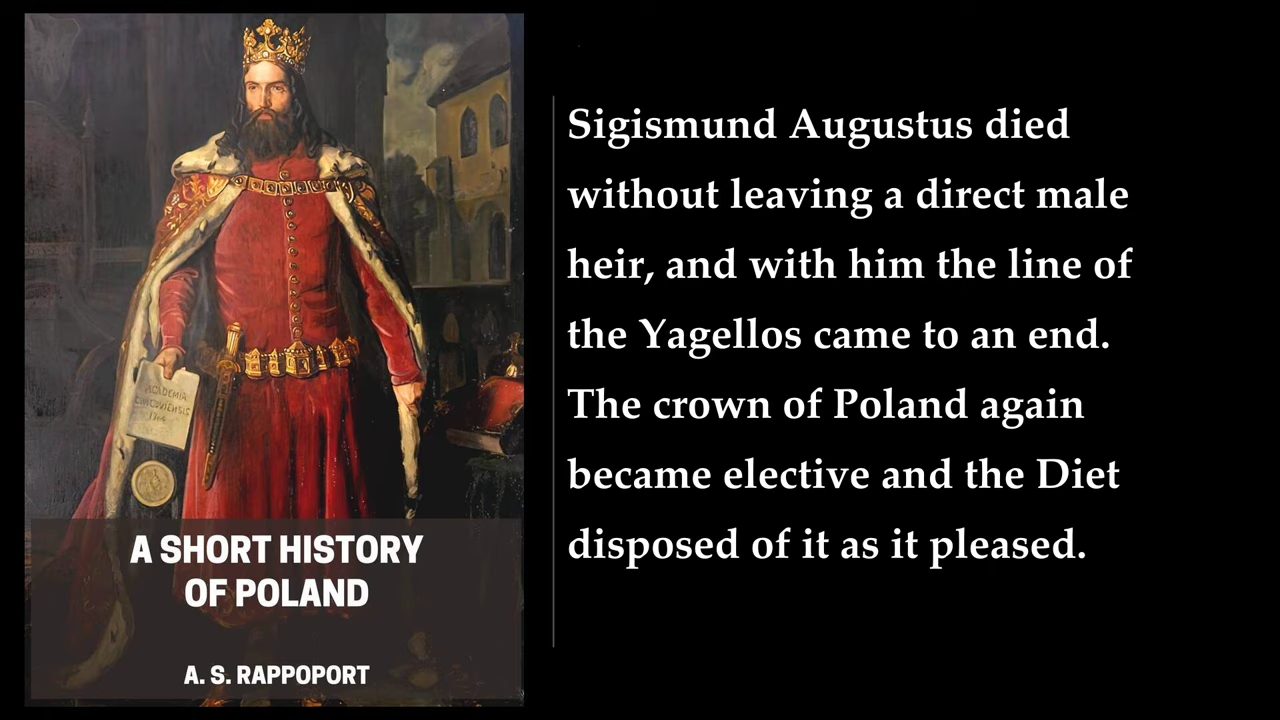 ACADEMIA
A SHORT HISTORY
OF POLAND
A. S. RAPPOPORT
Sigismund Augustus died
without leaving a direct male
heir, and with him the line of
the Yagellos came to an end.
The crown of Poland again
became elective and the Diet
disposed of it as it pleased.